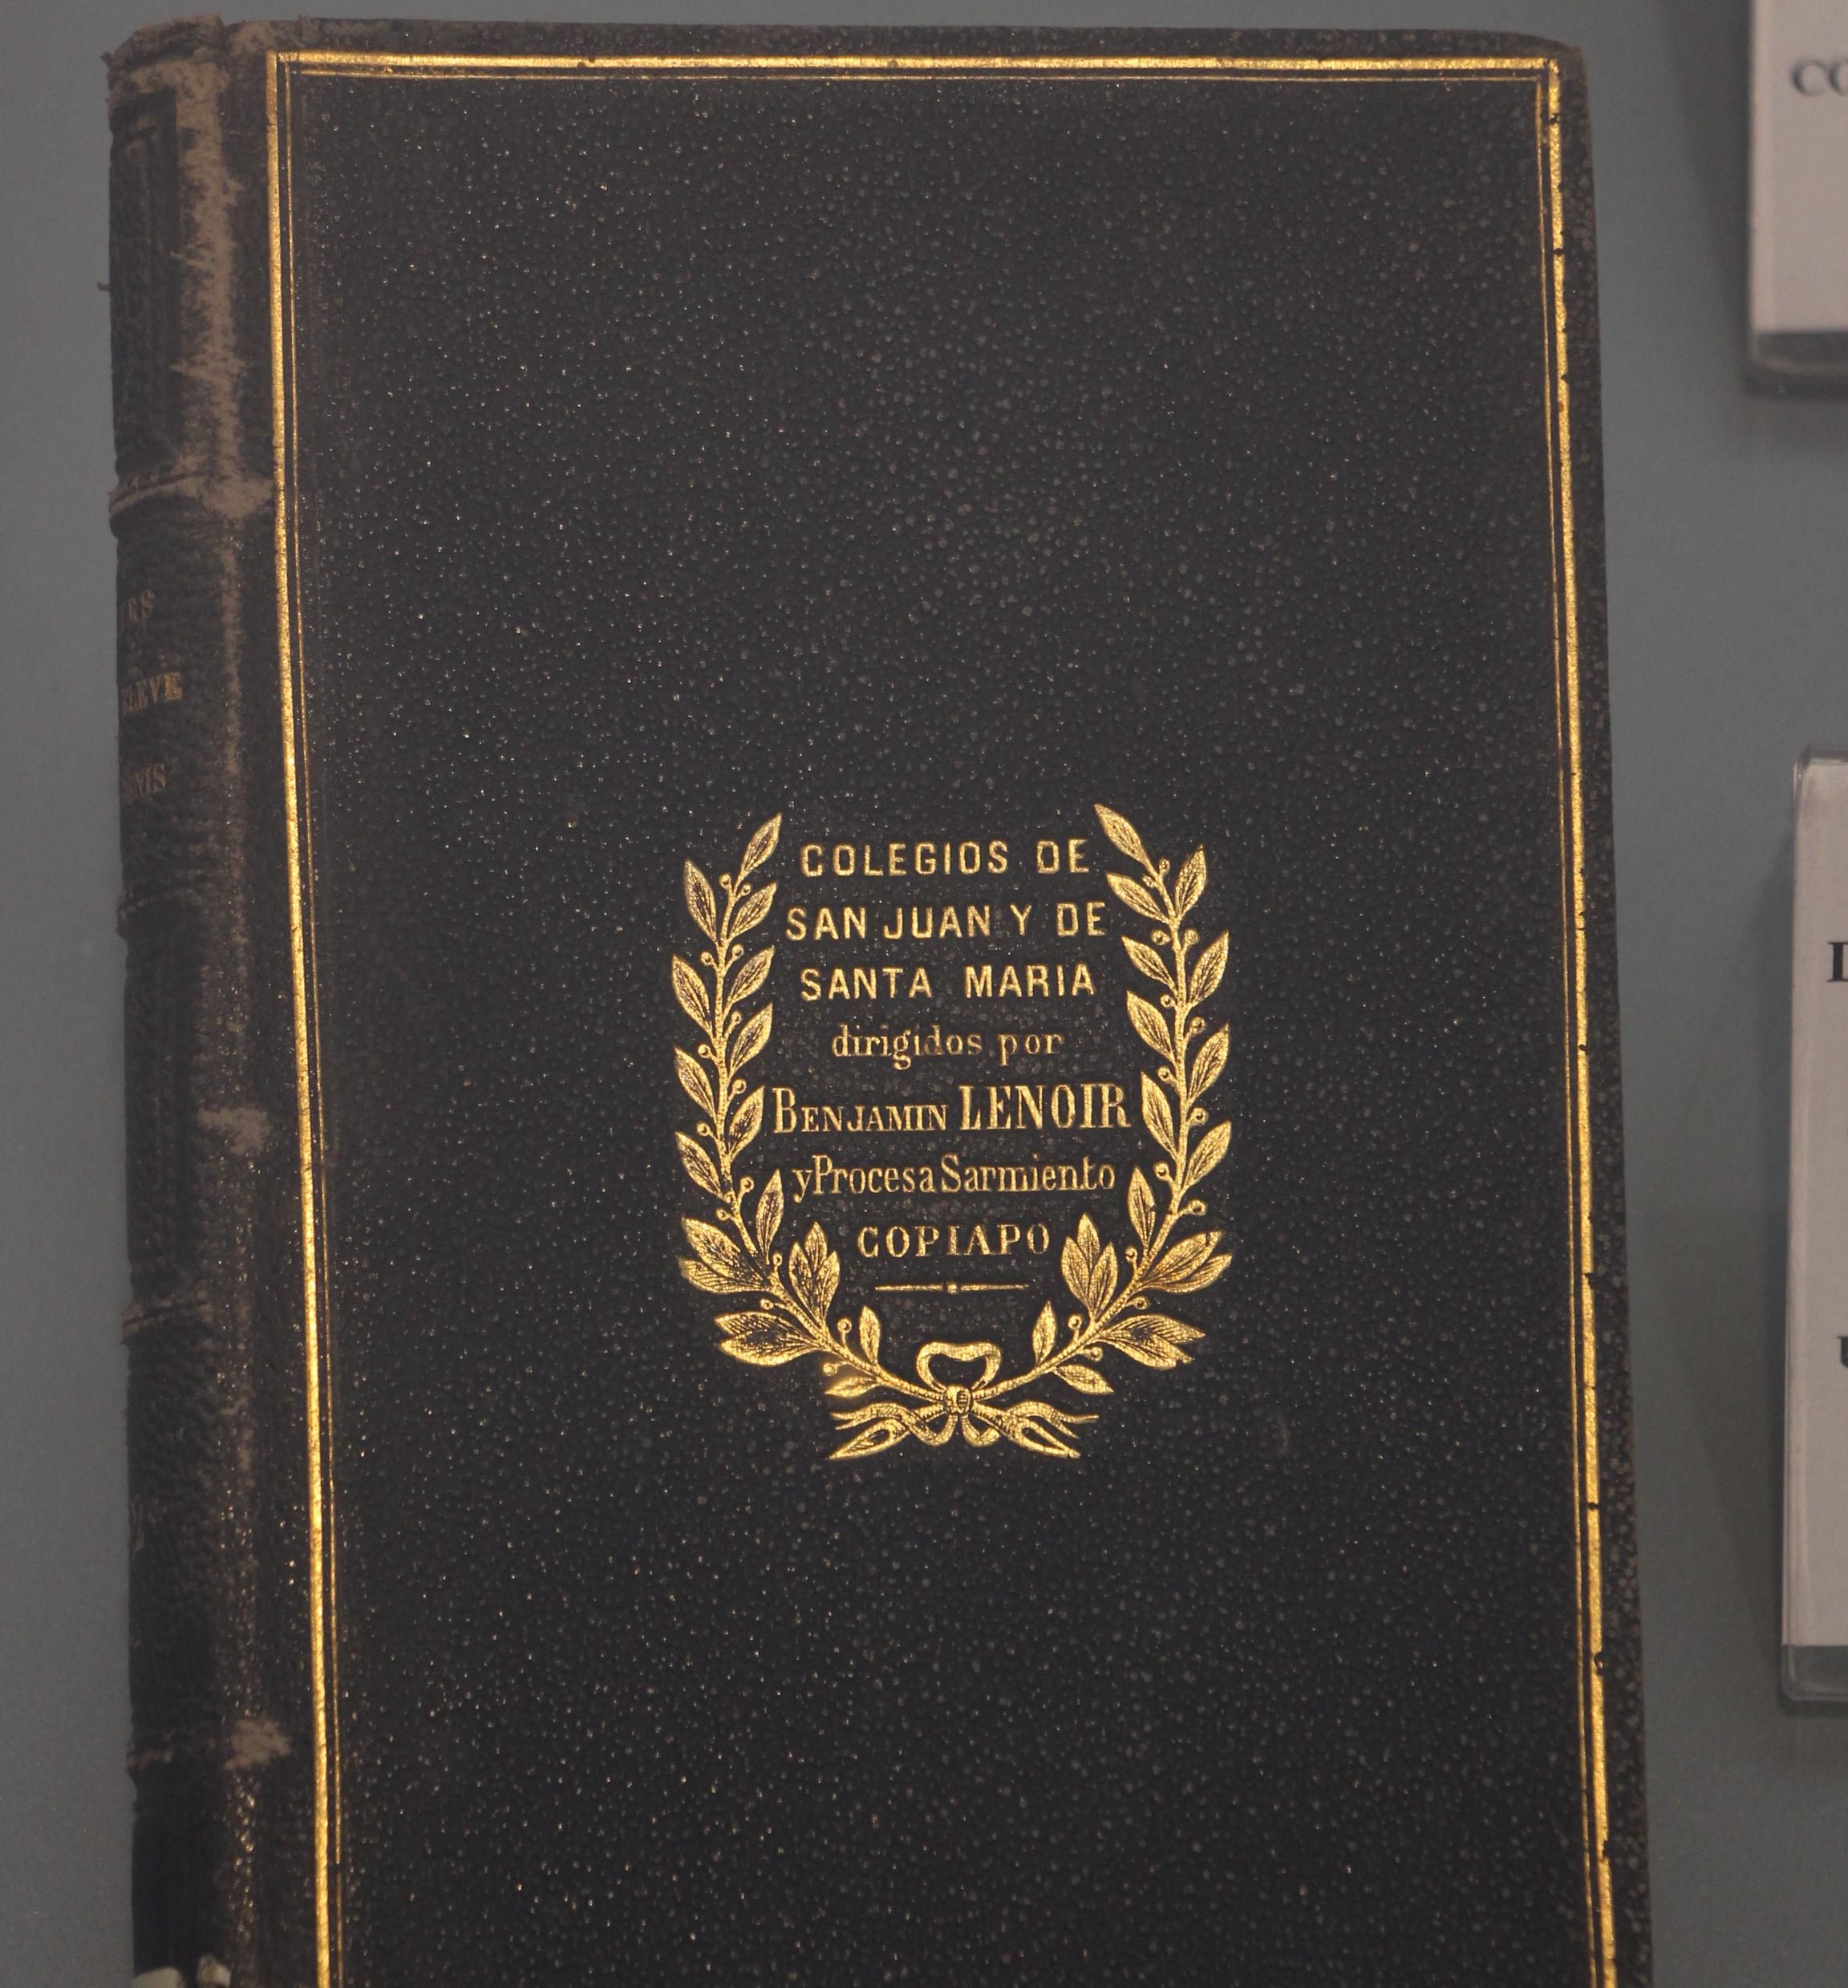 COLEGIOS DE
SAN JUAN Y DE
SANTA MARIA
dirigidos por
BENJAMIN LENOIR
y Procesa Sarmiento
COPIAPO